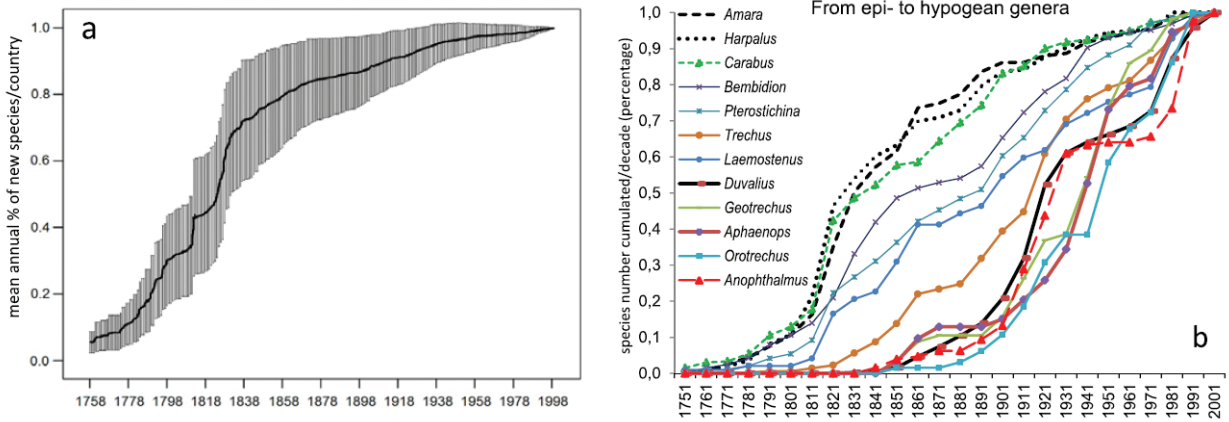 a
mean annual % of new species/country
1.0
0.8
0.6
0.4
0.2
0.0
1758 1778 1798 1818 1838 1858 1878 1898 1918 1938 1958 1978 1998
From epi- to hypogean genera
b
species number cumulated/decade (percentage)
1,0
0,9
0,8
0,7
0,6
0,5
0,4
0,3
0,2
0,1
0,0
Amara
Harpalus
Carabus
Bembidion
Pterostichina
Trechus
Laemostenus
Duvalius
Geotrechus
Aphaenops
Orotrechus
Anophthalmus
1751 1761 1771 1781 1791 1801 1811 1821 1831 1841 1851 1861 1871 1881 1891 1901 1911 1921 1931 1941 1951 1961 1971 1981 1991 2001